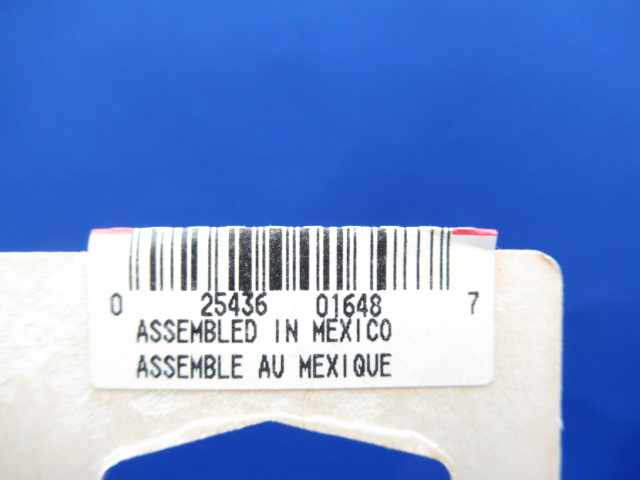 0 25436 01648 7
ASSEMBLED IN MEXICO
ASSEMBLE AU MEXIQUE